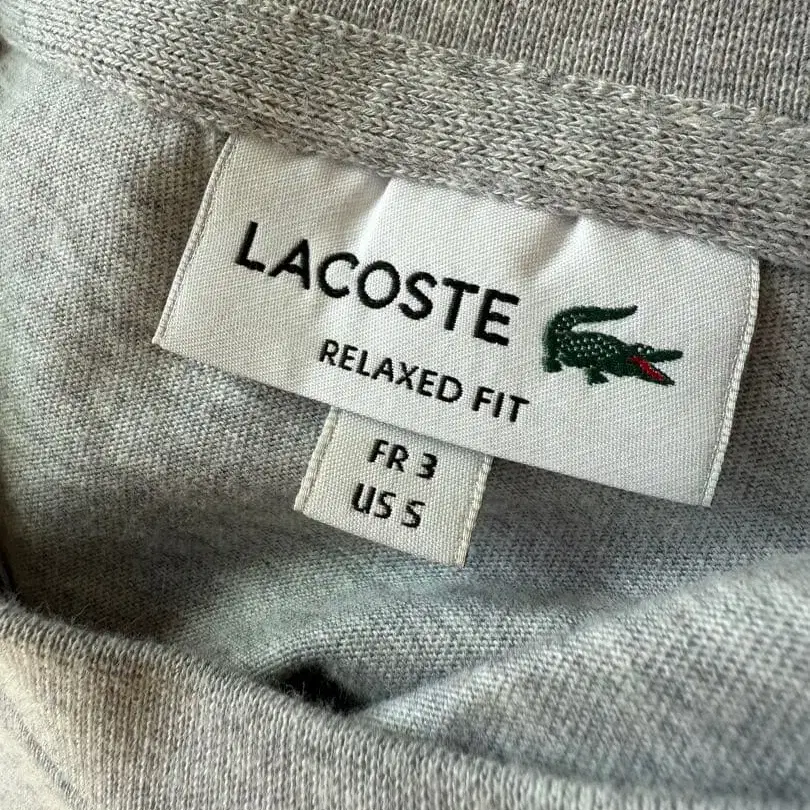 LACOSTE
RELAXED FIT
FR 3
US S